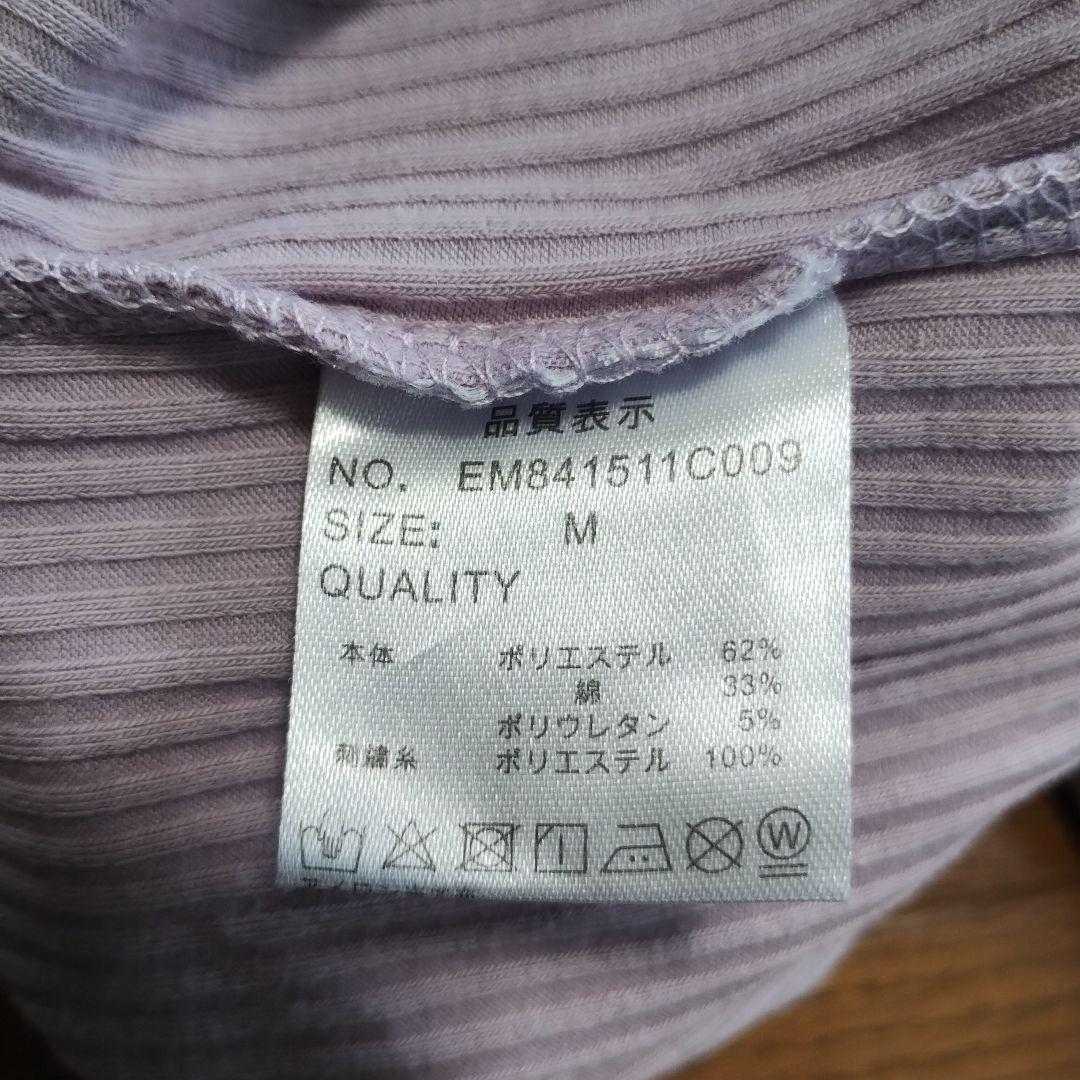 品質表示
NO. EM841511C009
SIZE: M
QUALITY
本体 ポリエステル 62%
綿 33%
ポリウレタン 5%
刺繍糸 ポリエステル 100%
W